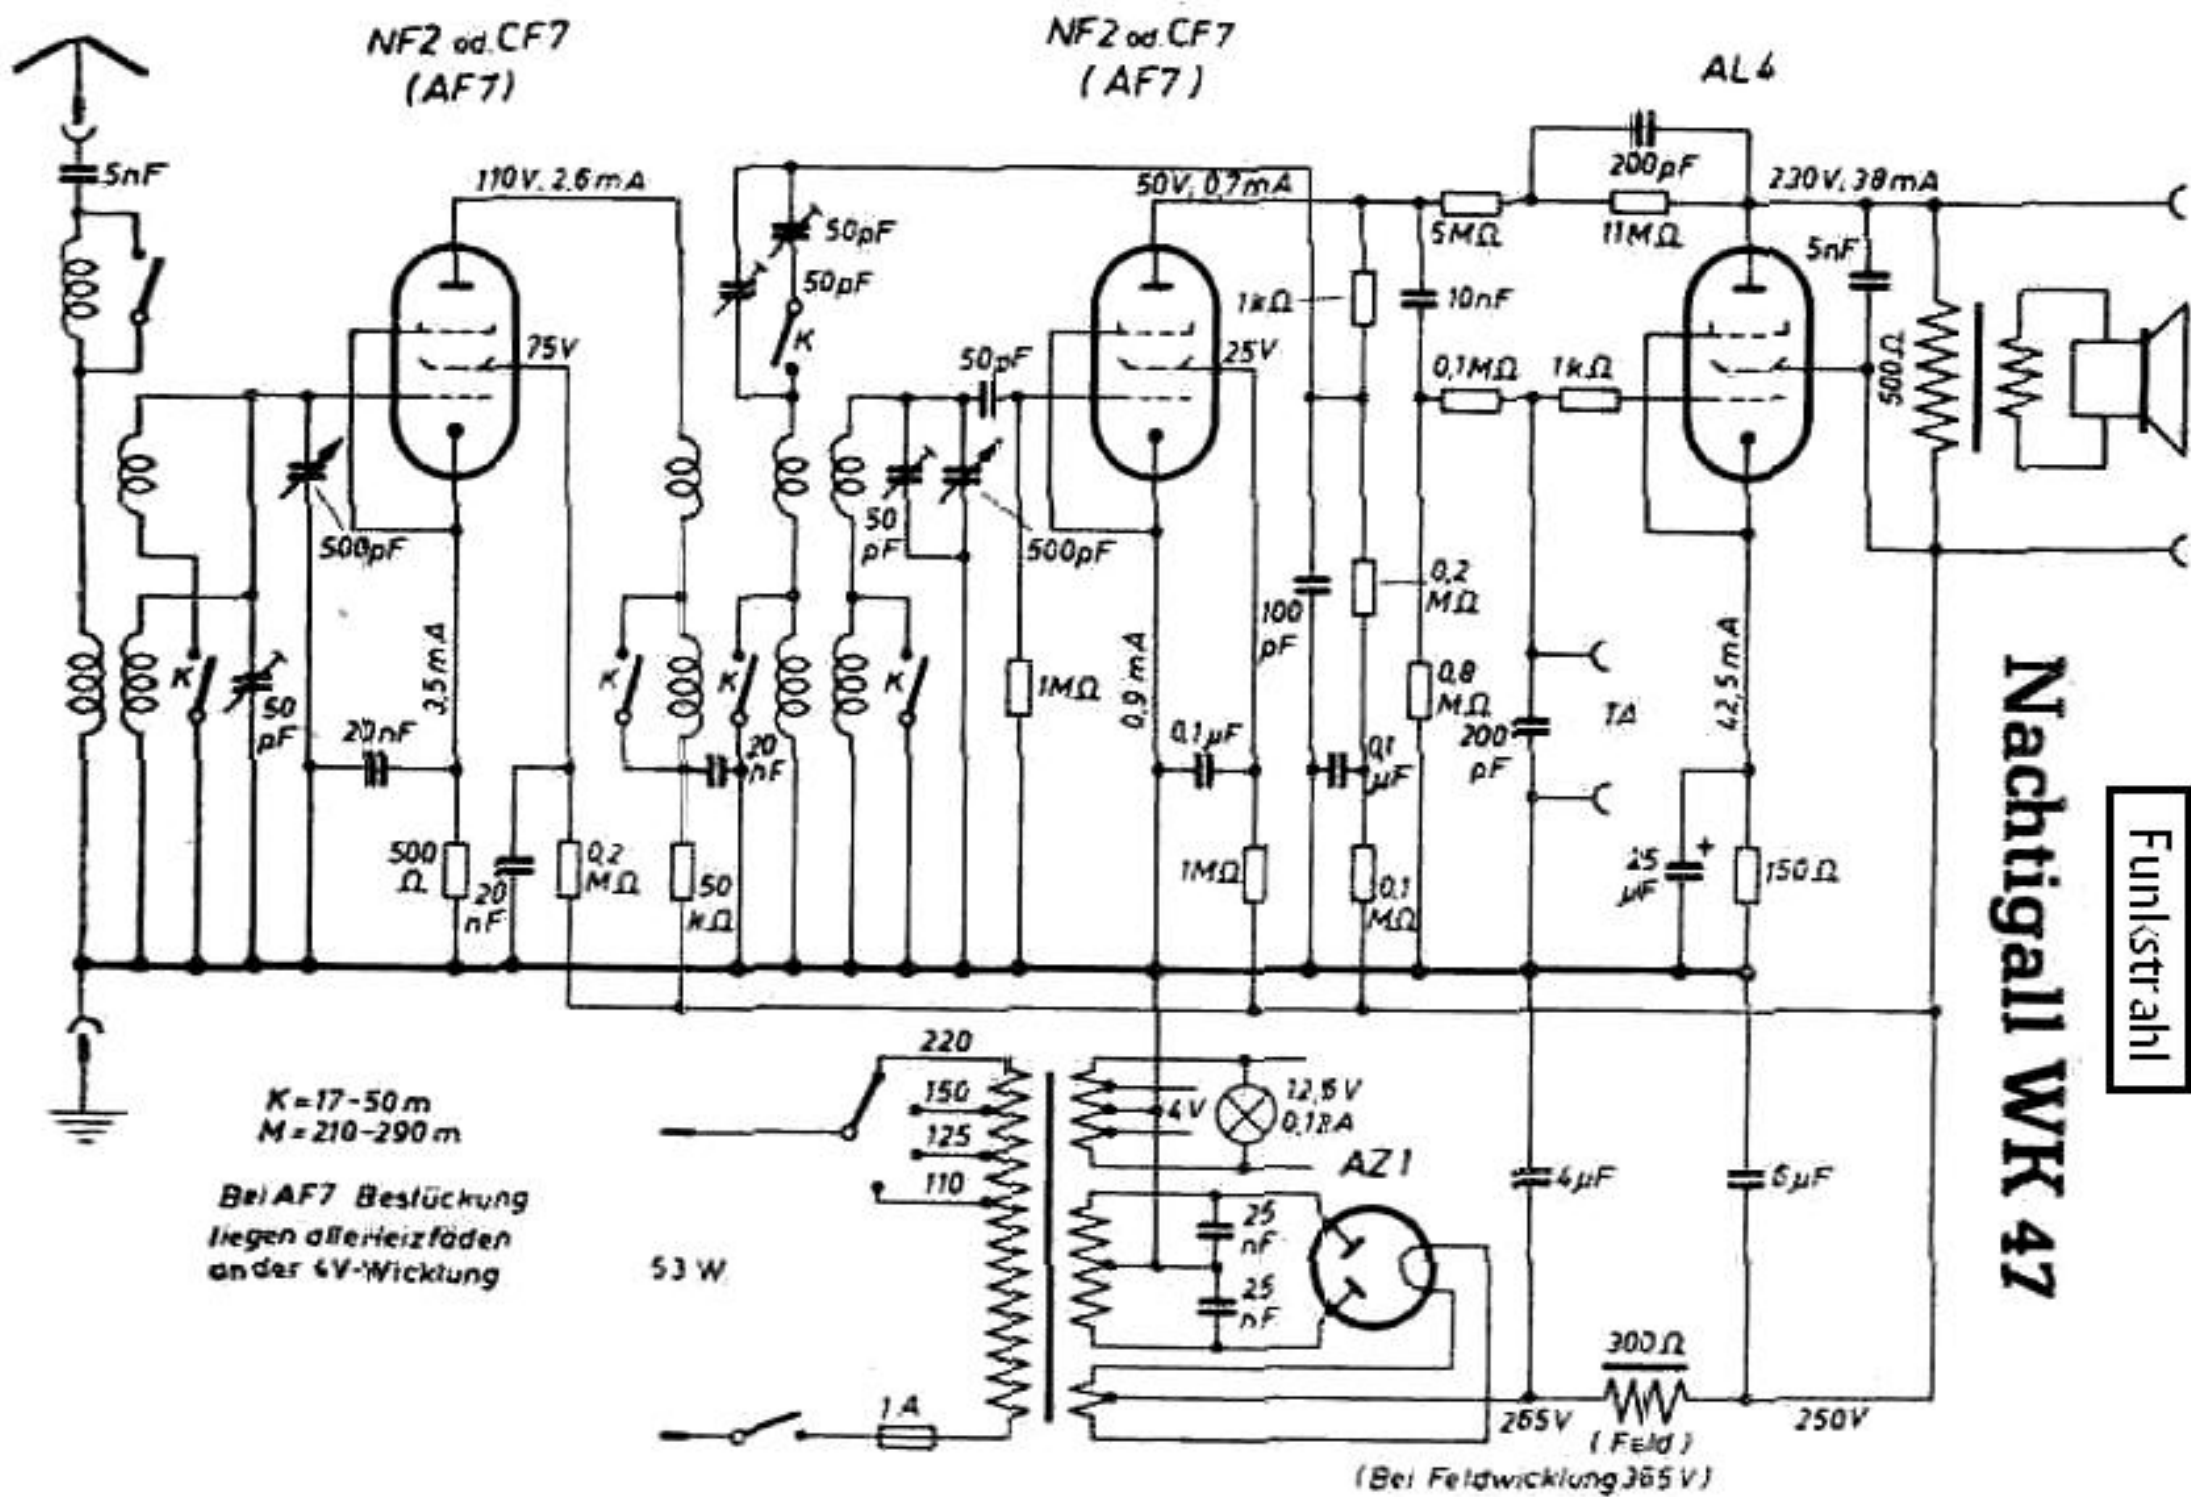 NF2 od. CF7
(AF7)
NF2 od. CF7
(AF7)
AL4
5nF
110V, 2,6mA
50pF
50pF
K
50V, 0,7mA
200pF
5MΩ
11MΩ
230V, 38mA
5nF
75V
50pF
25V
1kΩ
10nF
0,1MΩ
1kΩ
500Ω
500pF
50
pF
500pF
0,2
MΩ
100
pF
K
50
pF
20nF
3,5mA
K
K
20
nF
K
1MΩ
0,9mA
0,1µF
0,1
µF
0,8
MΩ
200
pF
TA
42,5mA
500
Ω
20
nF
0,2
MΩ
50
kΩ
1MΩ
0,1
MΩ
25
µF
+
150Ω
Nachtigall WK 47
Funkstrahl
220
150
125
110
4V
12,6V
0,18A
AZ1
K=17-50m
M=210-290m
Bei AF7 Bestückung
liegen alle Heizfäden
an der 4V-Wicklung
53W
25
nF
25
nF
4µF
6µF
300Ω
1A
265V
(Feld)
250V
(Bei Feldwicklung 365V)